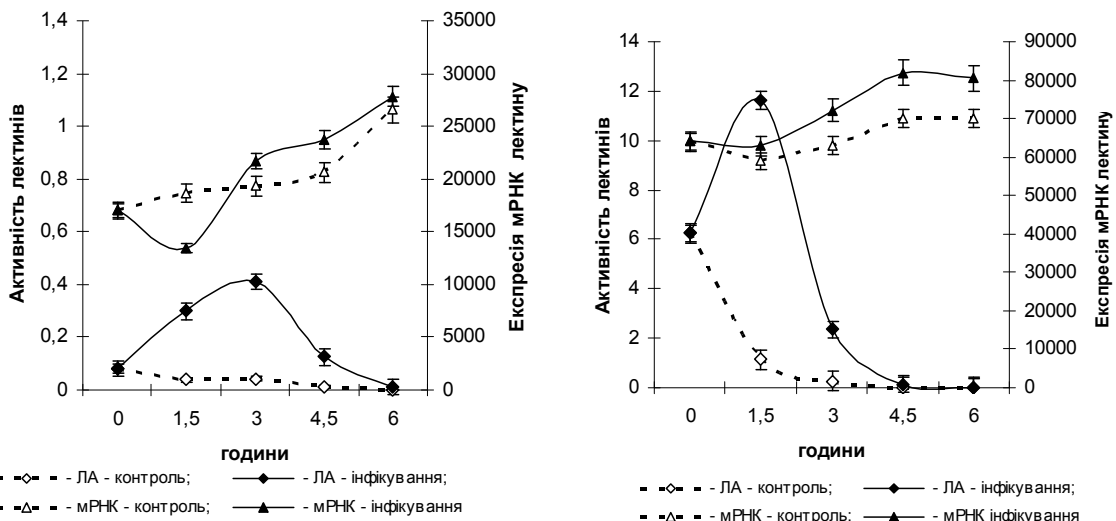 1,4
1,2
1
0,8
0,6
0,4
0,2
0
Активність лектинів
35000
30000
25000
20000
15000
10000
5000
0
Експресія мРНК лектину
0 1,5 3 4,5 6
години
- ЛА - контроль; - ЛА - інфікування;
- мРНК - контроль; - мРНК - інфікування
14
12
10
8
6
4
2
0
Активність лектинів
90000
80000
70000
60000
50000
40000
30000
20000
10000
0
Експресія мРНК лектину
0 1,5 3 4,5 6
години
- ЛА - контроль; - ЛА - інфікування;
- мРНК - контроль; - мРНК інфікування